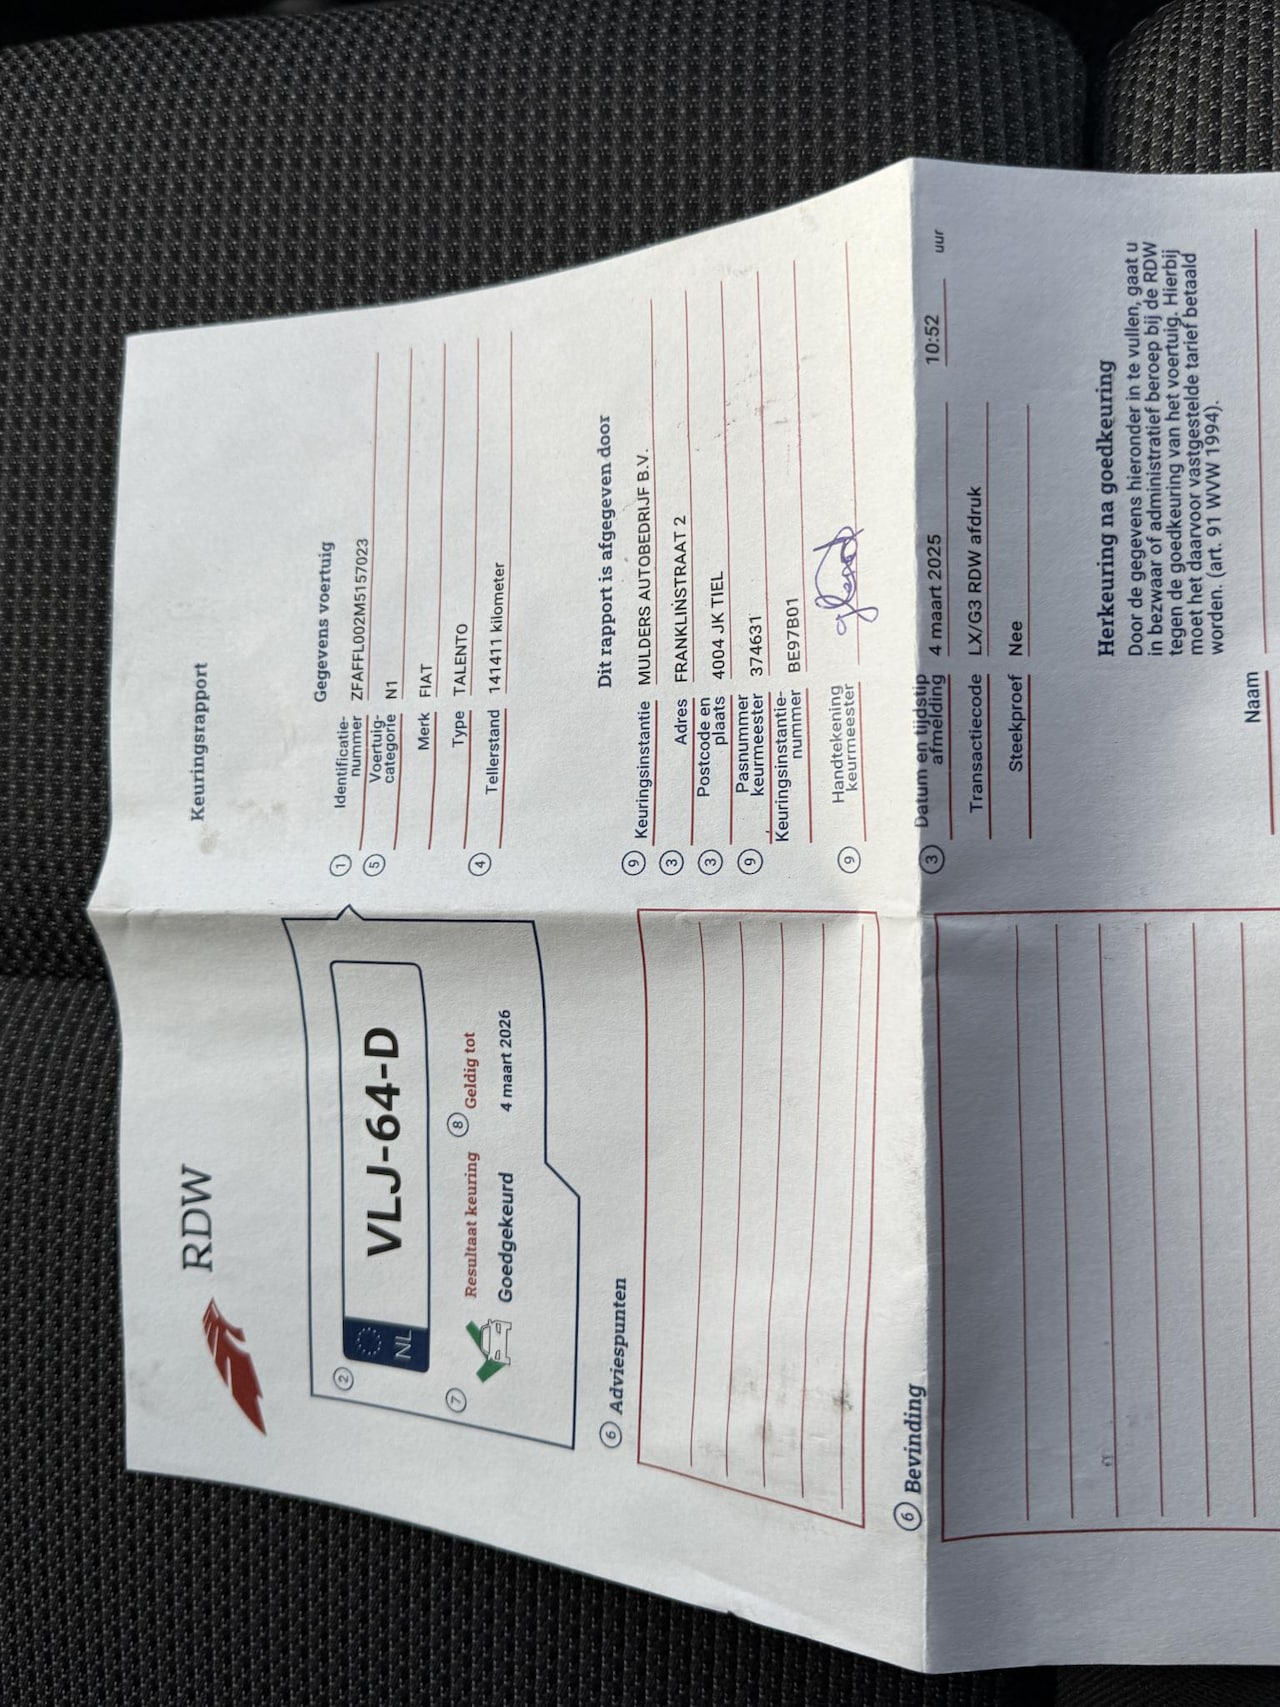 RDW
Keuringsrapport
2
NL
VLJ-64-D
7
Resultaat keuring
Goedgekeurd
8
Geldig tot
4 maart 2026
Gegevens voertuig
1 Identificatie-
nummer ZFAFFL002M5157023
5 Voertuig-
categorie N1
Merk FIAT
Type TALENTO
4 Tellerstand 141411 kilometer
6 Adviespunten
Dit rapport is afgegeven door
9 Keuringsinstantie MULDERS AUTOBEDRIJF B.V.
3 Adres FRANKLINSTRAAT 2
3 Postcode en
plaats 4004 JK TIEL
9 Pasnummer
keurmeester 374631
Keuringsinstantie-
nummer BE97B01
9 Handtekening
keurmeester
6 Bevinding
3 Datum en tijdstip
afmelding 4 maart 2025 10:52 uur
Transactiecode LX/G3 RDW afdruk
Steekproef Nee
Herkeuring na goedkeuring
Door de gegevens hieronder in te vullen, gaat u
in bezwaar of administratief beroep bij de RDW
tegen de goedkeuring van het voertuig. Hierbij
moet het daarvoor vastgestelde tarief betaald
worden. (art. 91 WVW 1994).
Naam